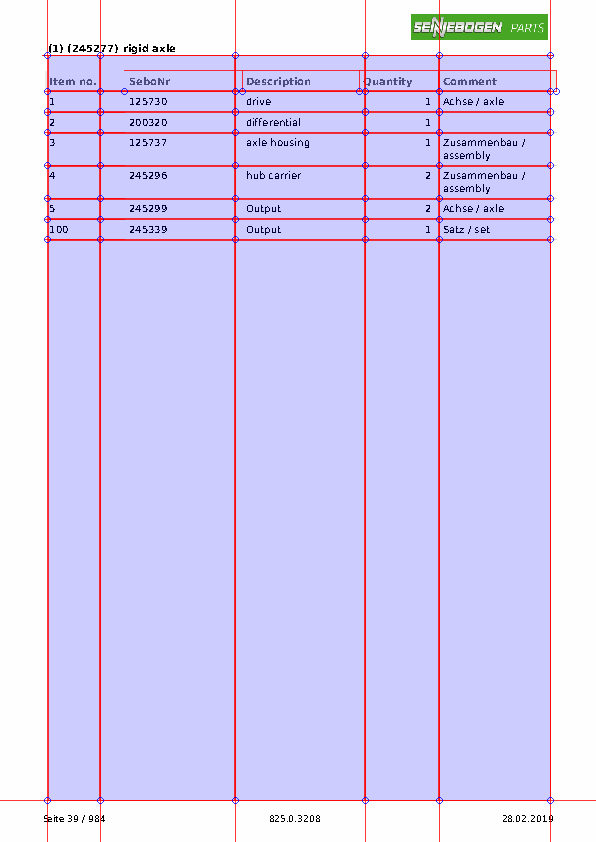 SENNEBOGEN PARTS
(1) (245277) rigid axle
Item no. SeboNr Description Quantity Comment
1 125730 drive 1 Achse / axle
2 200320 differential 1
3 125737 axle housing 1 Zusammenbau /
assembly
4 245296 hub carrier 2 Zusammenbau /
assembly
5 245299 Output 2 Achse / axle
100 245339 Output 1 Satz / set
Seite 39 / 984 825.0.3208 28.02.2019